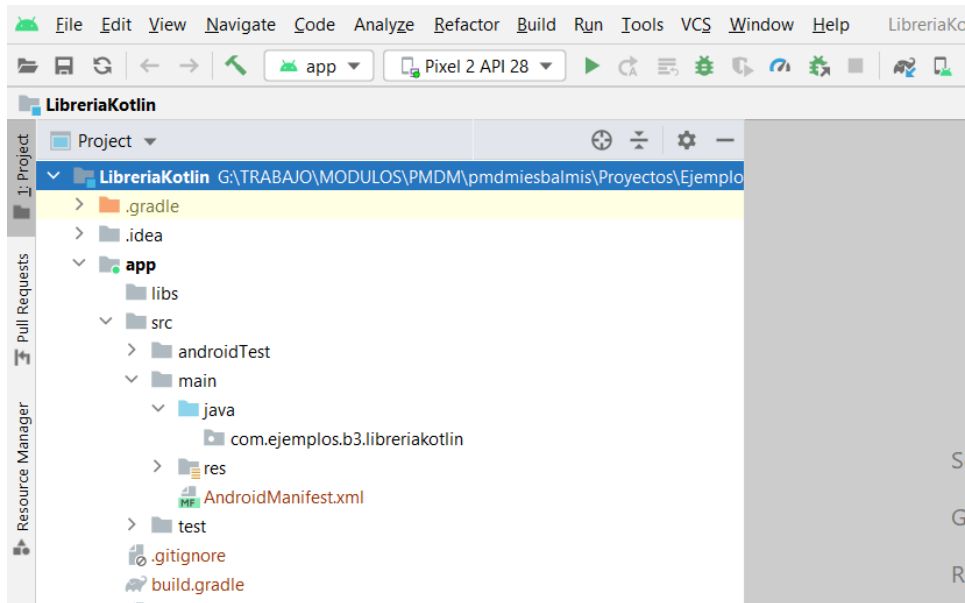 File Edit View Navigate Code Analyze Refactor Build Run Tools VCS Window Help LibreriaKo
app Pixel 2 API 28
LibreriaKotlin
1: Project
Pull Requests
Resource Manager
Project
LibreriaKotlin G:\TRABAJO\MODULOS\PMDM\pmdmiesbalmis\Proyectos\Ejemplo
.gradle
.idea
app
libs
src
androidTest
main
java
com.ejemplos.b3.libreriakotlin
res
MF AndroidManifest.xml
test
.gitignore
build.gradle
S
G
R